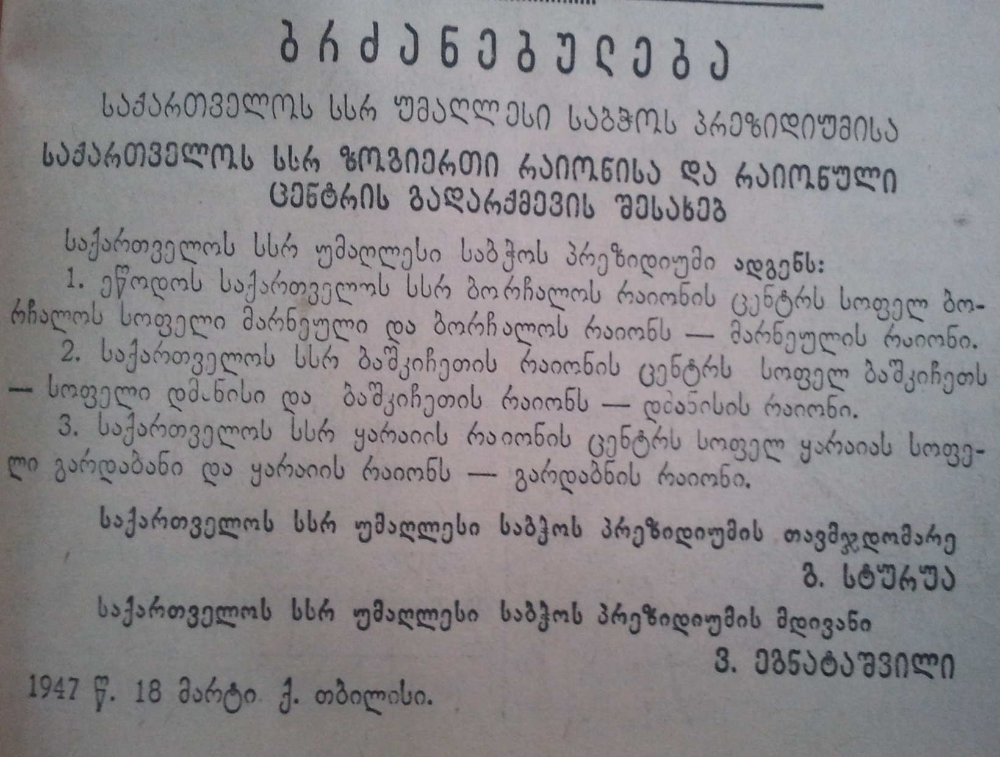 ბრძანებულება
საქართველოს სსრ უმაღლესი საბჭოს პრეზიდიუმისა
საქართველოს სსრ ზოგიერთი რაიონისა და რაიონული
ცენტრის გადარქმევის შესახებ
საქართველოს სსრ უმაღლესი საბჭოს პრეზიდიუმი ადგენს:
1. ეწოდოს საქართველოს სსრ ბორჩალოს რაიონის ცენტრს სოფელ ბო-
რჩალოს სოფელი მარნეული და ბორჩალოს რაიონს — მარნეულის რაიონი.
2. საქართველოს სსრ ბაშკიჩეთის რაიონის ცენტრს სოფელ ბაშკიჩეთს
— სოფელი დმანისი და ბაშკიჩეთის რაიონს — დმანისის რაიონი.
3. საქართველოს სსრ ყარაიის რაიონის ცენტრს სოფელ ყარაიას სოფე-
ლი გარდაბანი და ყარაიის რაიონს — გარდაბნის რაიონი.
საქართველოს სსრ უმაღლესი საბჭოს პრეზიდიუმის თავმჯდომარე
გ. სტურუა
საქართველოს სსრ უმაღლესი საბჭოს პრეზიდიუმის მდივანი
ვ. ეგნატაშვილი
1947 წ. 18 მარტი ქ. თბილისი.